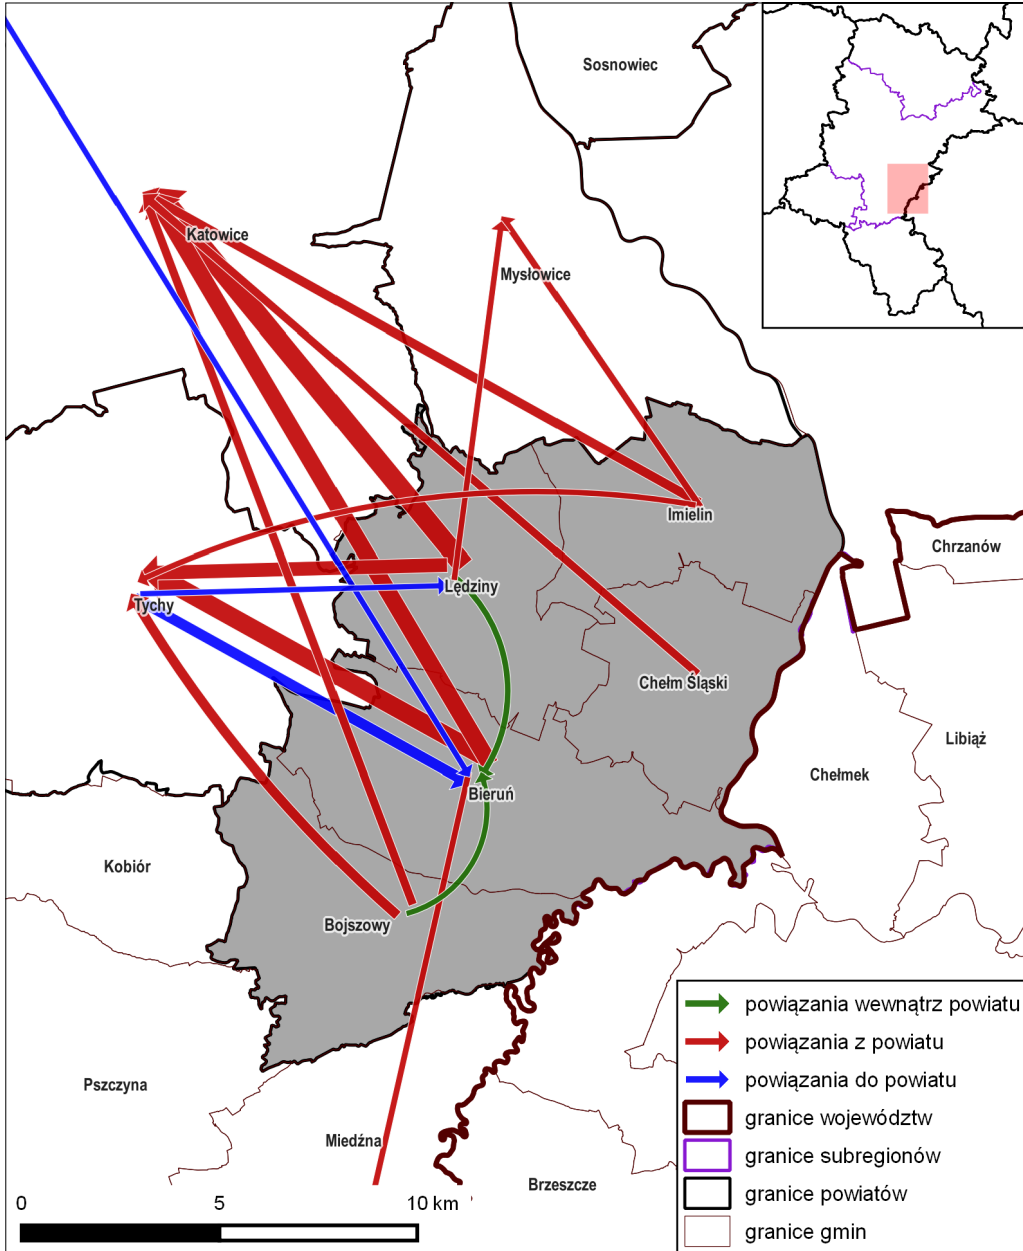 Sosnowiec
Katowice
Mysłowice
Imielin
Chrzanów
Lędziny
Tychy
Chełm Śląski
Libiąż
Chełmek
Bieruń
Kobiór
Bojszowy
Pszczyna
Miedźna
Brzeszcze
powiązania wewnątrz powiatu
powiązania z powiatu
powiązania do powiatu
granice województw
granice subregionów
granice powiatów
granice gmin
0 5 10 km